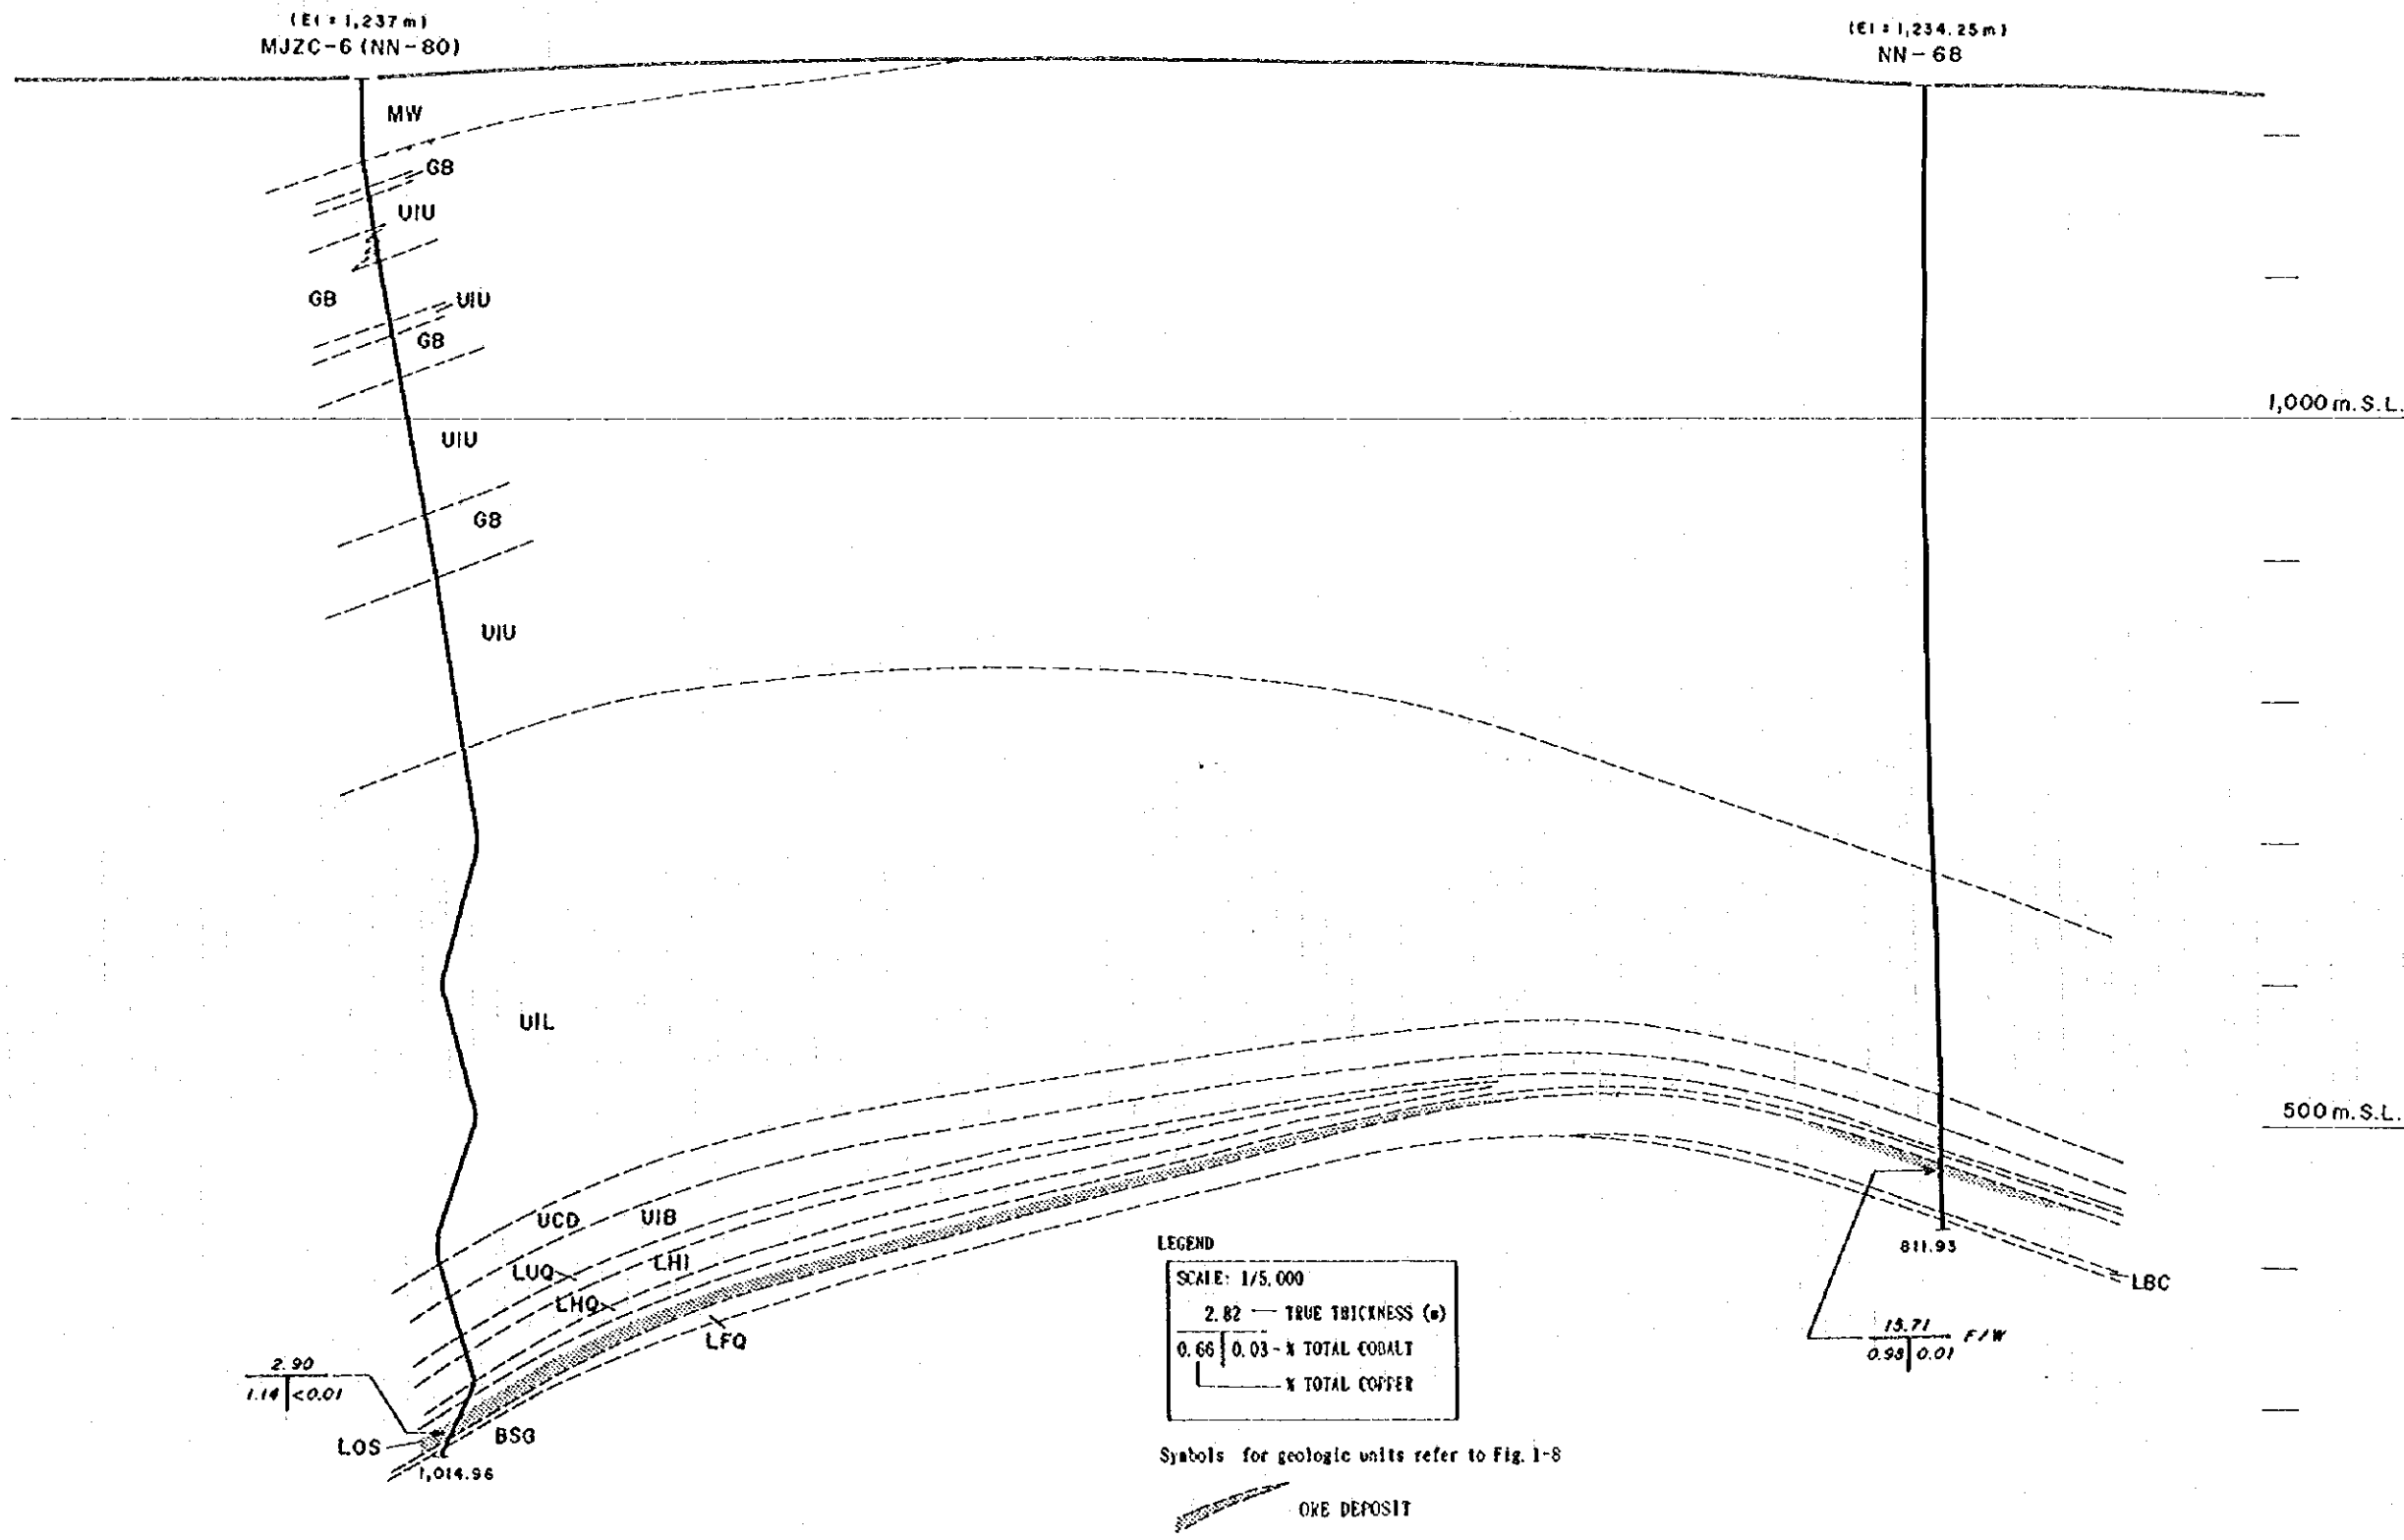 (El = 1,237 m)
MJZC-6 (NN-80)
(El = 1,234.25 m)
NN-68
MW
GB
UIU
GB
UIU
GB
1,000 m. S.L.
UIU
GB
UIU
UIL
500 m. S.L.
UCD
UIB
LUQ
LHI
LHQ
LFQ
LOS
BSG
2.90
1.14 <0.01
1,014.96
811.93
LBC
15.71 F/W
0.98 0.01
LEGEND
SCALE: 1/5,000
2.82 — TRUE THICKNESS (m)
0.66 0.03 - % TOTAL COBALT
% TOTAL COPPER
Symbols for geologic units refer to Fig. 1-8
ORE DEPOSIT